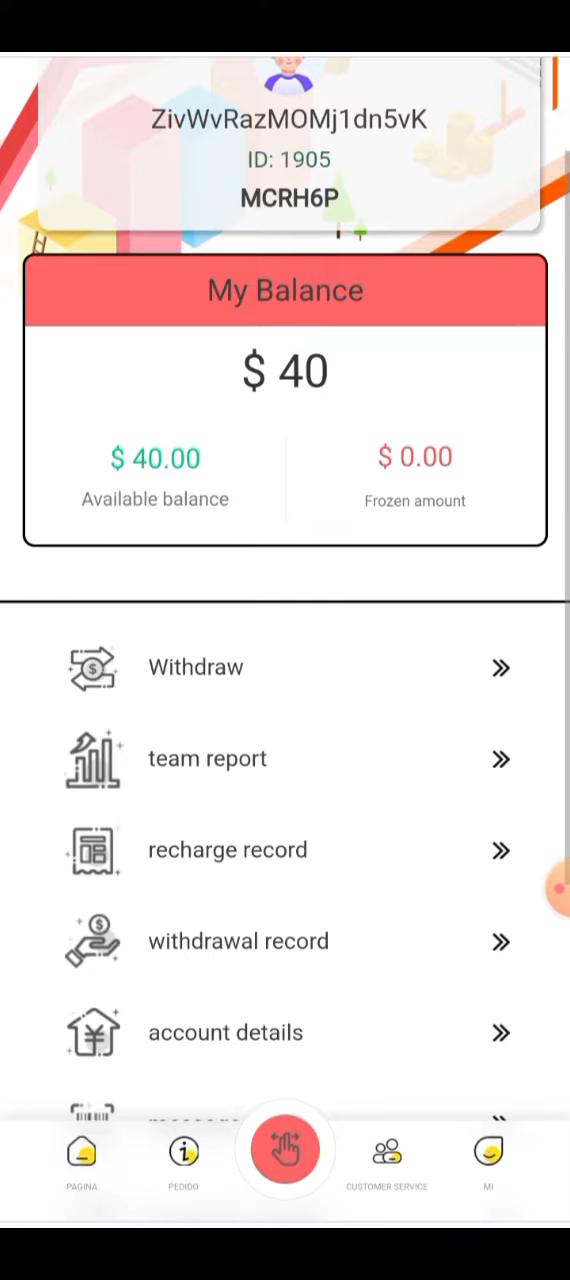 ZivWvRazMOMj1dn5vK
ID: 1905
MCRH6P
My Balance
$ 40
$ 40.00
$ 0.00
Available balance
Frozen amount
Withdraw
team report
recharge record
withdrawal record
account details
PAGINA
PEDIDO
CUSTOMER SERVICE
MI